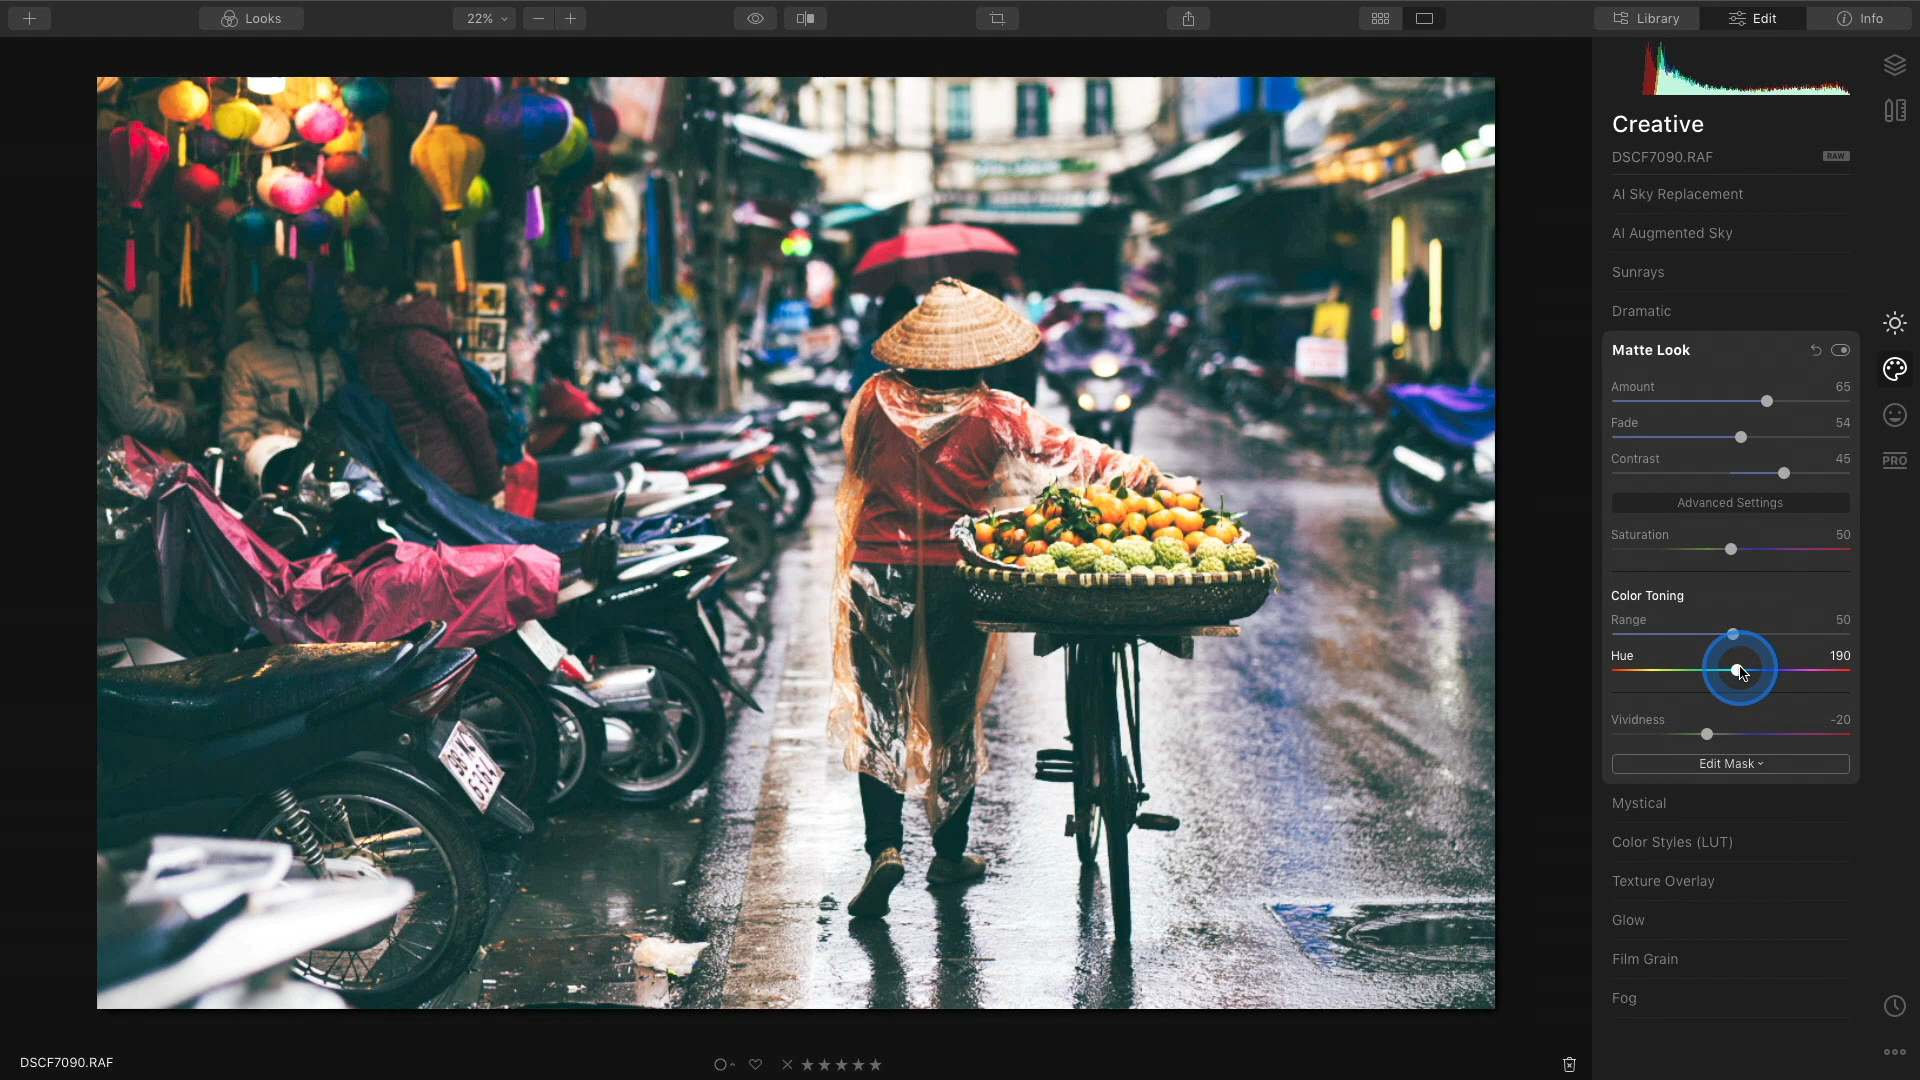 Looks
22%
Library
Edit
Info
Creative
DSCF7090.RAF
RAW
AI Sky Replacement
AI Augmented Sky
Sunrays
Dramatic
Matte Look
Amount 65
Fade 54
Contrast 45
Advanced Settings
Saturation 50
Color Toning
Range 50
Hue 190
Vividness -20
Edit Mask
Mystical
Color Styles (LUT)
Texture Overlay
Glow
Film Grain
Fog
PRO
DSCF7090.RAF